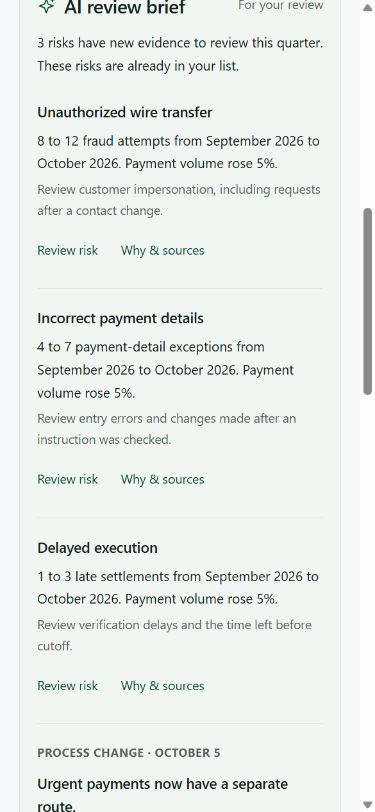 AI review brief
For your review
3 risks have new evidence to review this quarter.
These risks are already in your list.
Unauthorized wire transfer
8 to 12 fraud attempts from September 2026 to
October 2026. Payment volume rose 5%.
Review customer impersonation, including requests
after a contact change.
Review risk Why & sources
Incorrect payment details
4 to 7 payment-detail exceptions from
September 2026 to October 2026. Payment
volume rose 5%.
Review entry errors and changes made after an
instruction was checked.
Review risk Why & sources
Delayed execution
1 to 3 late settlements from September 2026 to
October 2026. Payment volume rose 5%.
Review verification delays and the time left before
cutoff.
Review risk Why & sources
PROCESS CHANGE · OCTOBER 5
Urgent payments now have a separate
route.